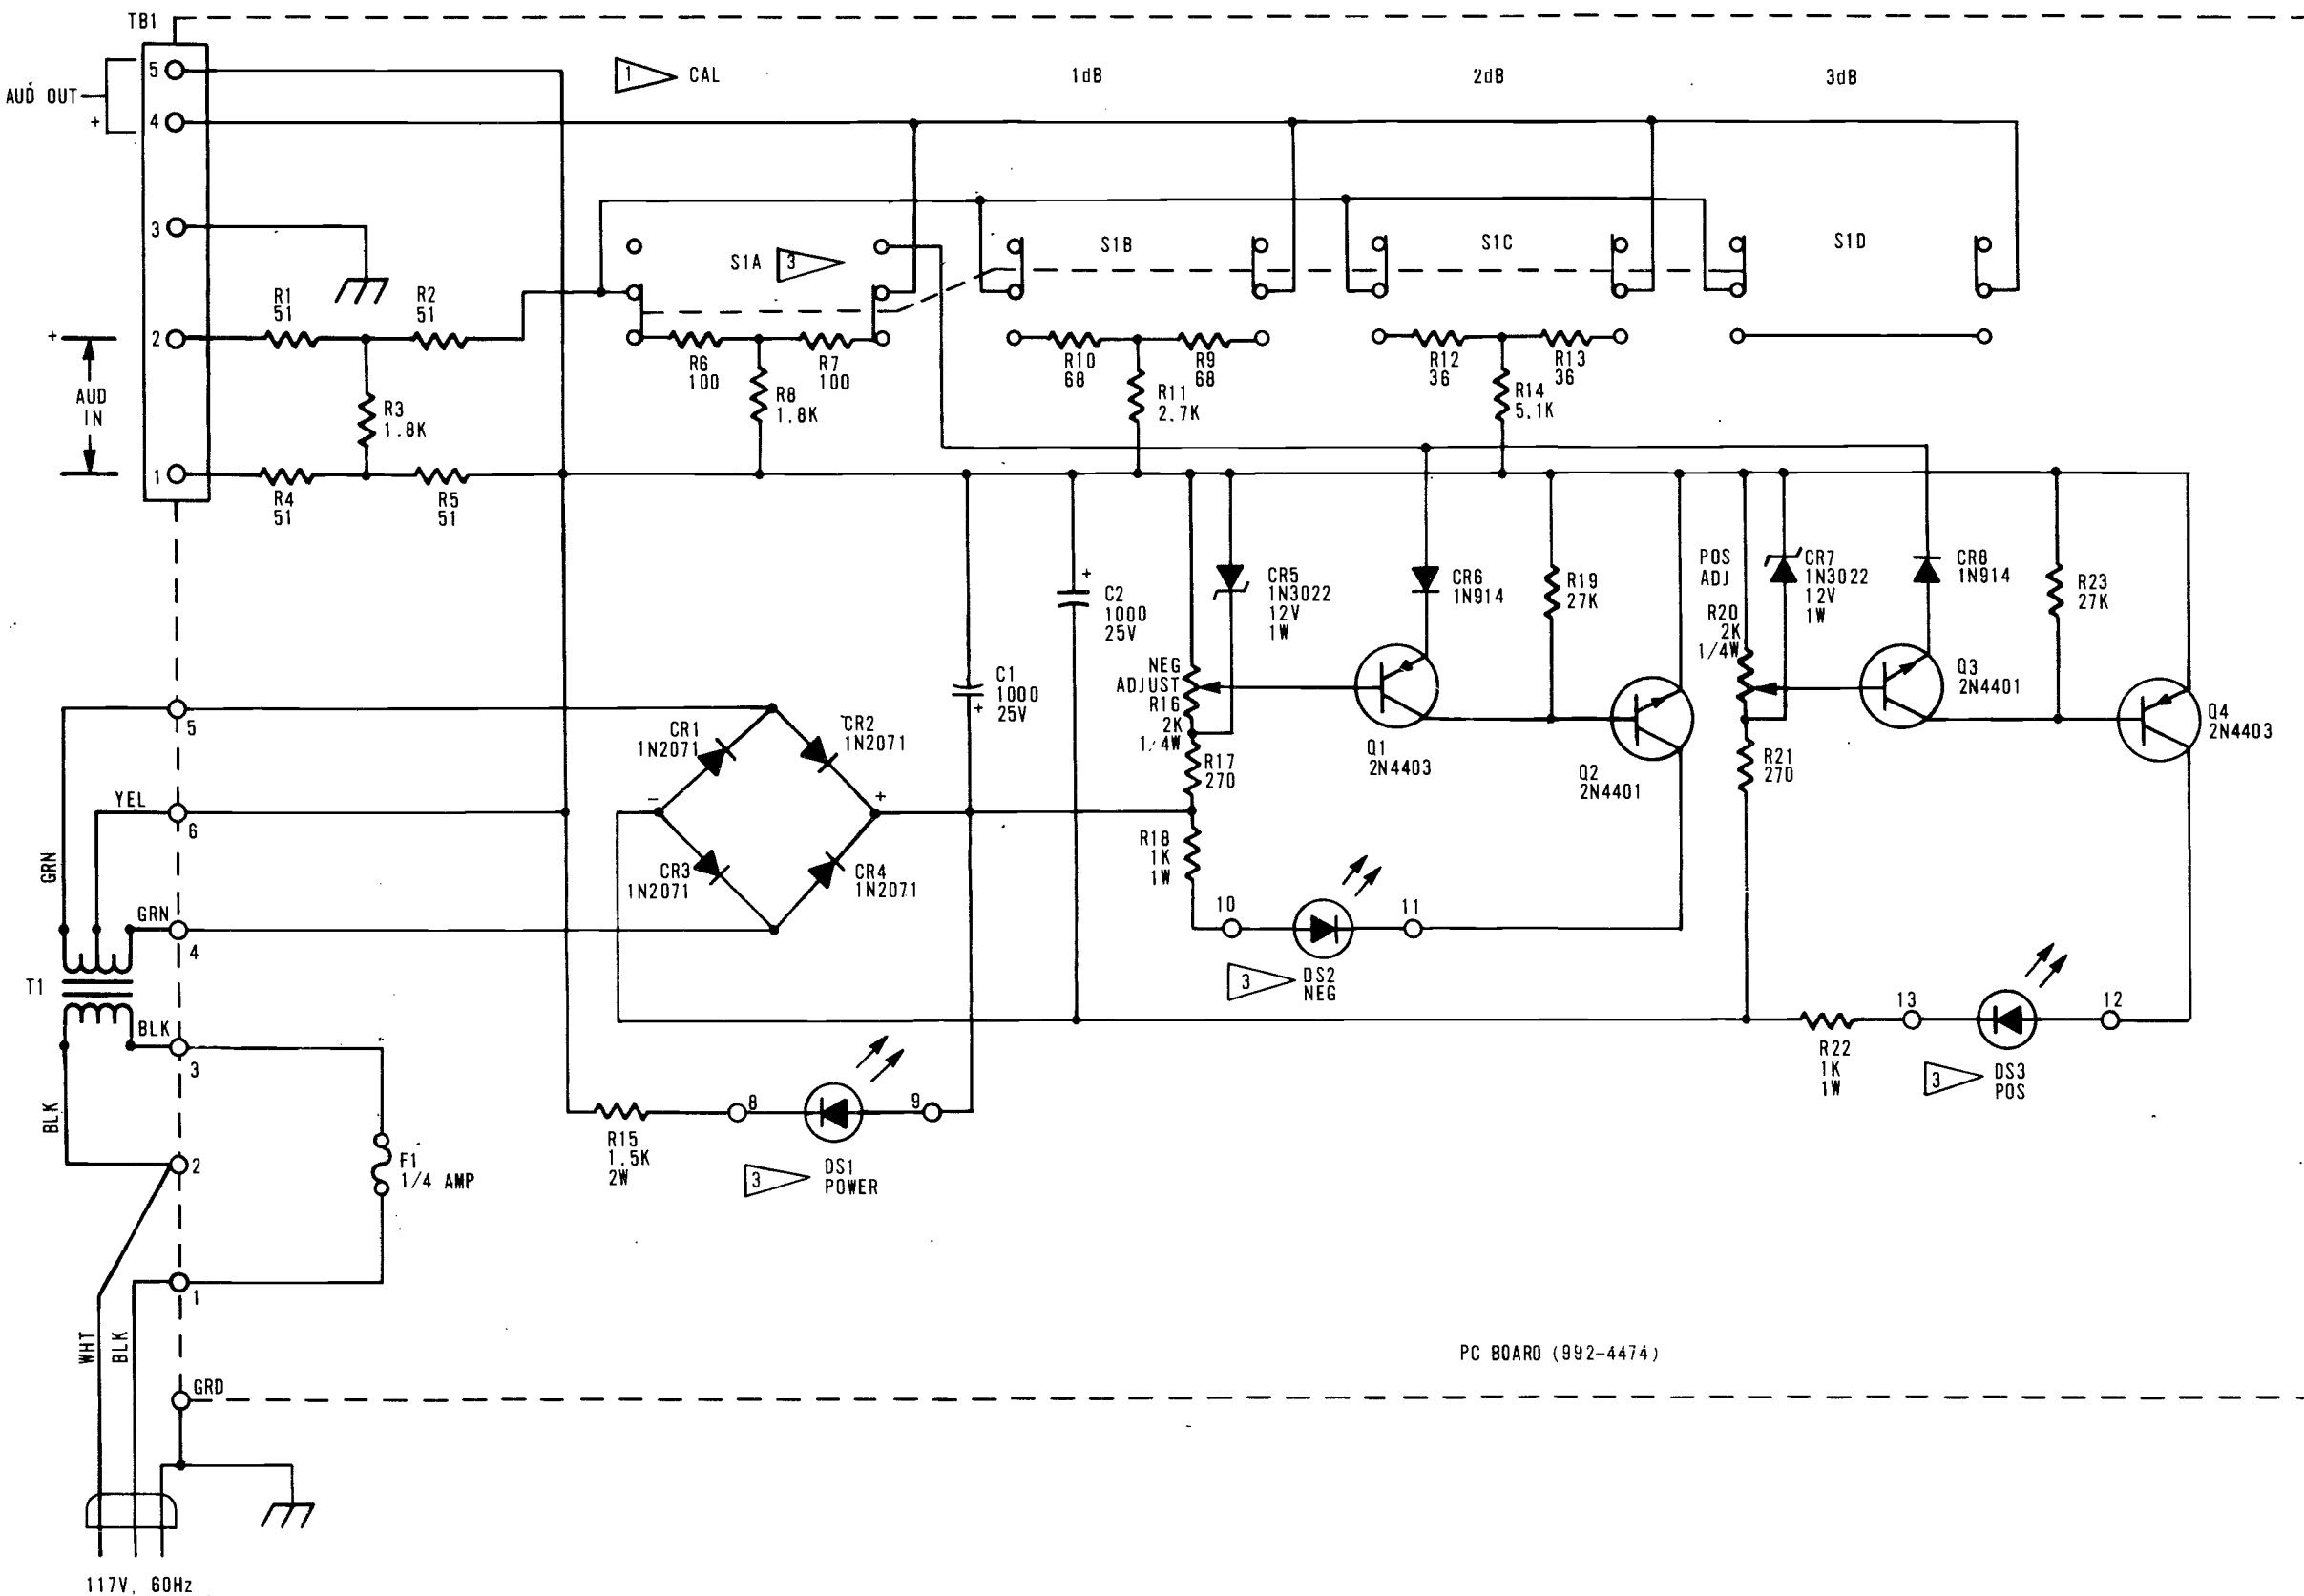 TB1
5
AUD OUT
+
4
1 CAL
1dB
2dB
3dB
3
S1A 3
S1B
S1C
S1D
R1
51
R2
51
+
2
AUD
IN
R3
1.8K
R6
100
R7
100
R8
1.8K
R10
68
R9
68
R11
2.7K
R12
36
R13
36
R14
5.1K
1
R4
51
R5
51
+
C2
1000
25V
CR5
1N3022
12V
1W
CR6
1N914
R19
27K
POS
ADJ
R20
2K
1/4W
CR7
1N3022
12V
1W
CR8
1N914
R23
27K
C1
1000
25V
+
NEG
ADJUST
R16
2K
1/4W
Q1
2N4403
Q2
2N4401
Q3
2N4401
Q4
2N4403
5
CR1
1N2071
CR2
1N2071
R17
270
R21
270
YEL
6
-
+
GRN
CR3
1N2071
CR4
1N2071
R18
1K
1W
GRN
4
10
11
3
DS2
NEG
T1
BLK
3
13
12
R22
1K
1W
3
DS3
POS
BLK
8
9
R15
1.5K
2W
3
DS1
POWER
2
F1
1/4 AMP
1
WHT
BLK
PC BOARD (992-4474)
GRD
117V, 60Hz